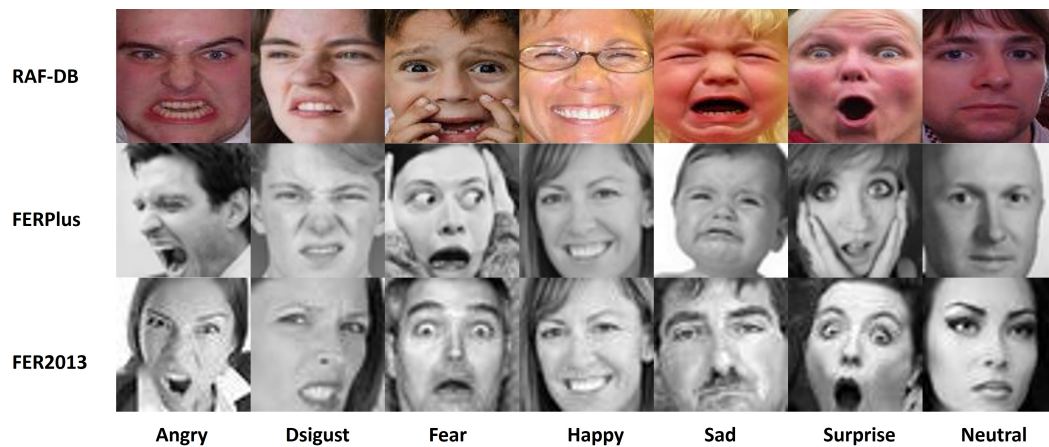 RAF-DB
FERPlus
FER2013
Angry Dsigust Fear Happy Sad Surprise Neutral